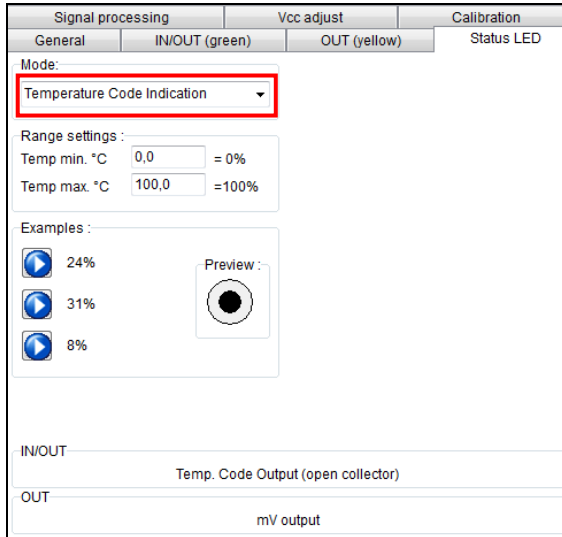 Signal processing Vcc adjust Calibration
General IN/OUT (green) OUT (yellow) Status LED
Mode:
Temperature Code Indication
Range settings :
Temp min. °C 0,0 = 0%
Temp max. °C 100,0 =100%
Examples :
24%
Preview :
31%
8%
IN/OUT
Temp. Code Output (open collector)
OUT
mV output